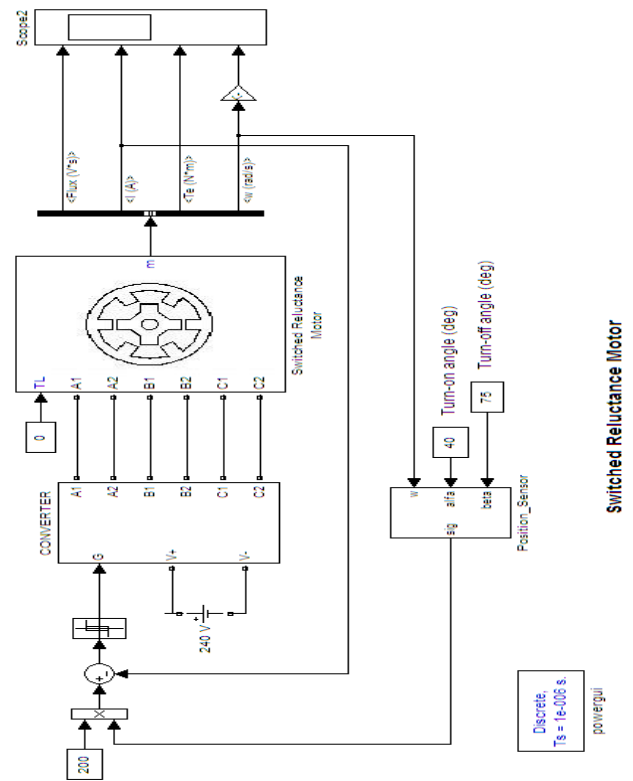 Scope2
<Flux (V*s)>
<I (A)>
<Te (N*m)>
<w (rad/s)>
m
Switched Reluctance
Motor
TL
A1
A2
B1
B2
C1
C2
0
CONVERTER
A1
A2
B1
B2
C1
C2
G
V+
V-
+
240 V
+
-
X
200
Turn-on angle (deg)
40
Turn-off angle (deg)
75
w
alfa
beta
sig
Position_Sensor
Discrete,
Ts = 1e-006 s.
powergui
Switched Reluctance Motor